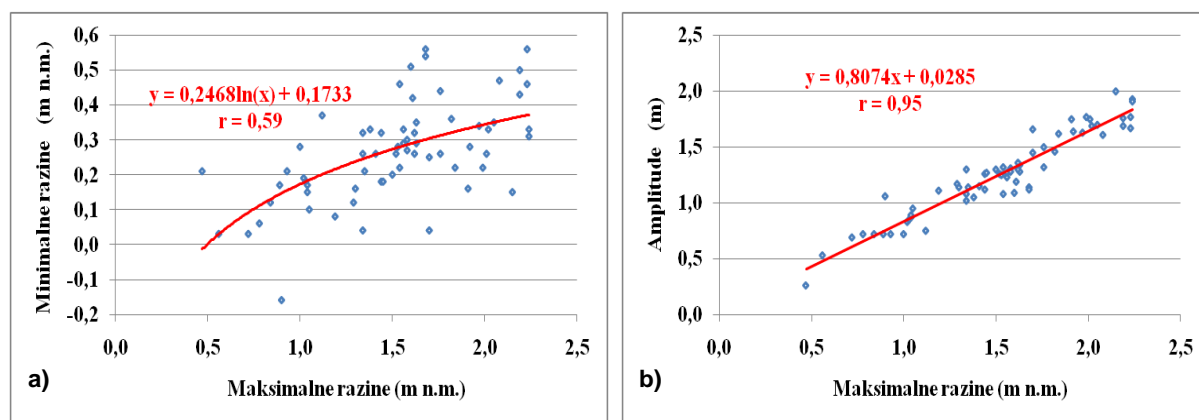 0,6
0,5
0,4
0,3
0,2
0,1
0,0
-0,1
-0,2
Minimalne razine (m n.m.)
y = 0,2468ln(x) + 0,1733
r = 0,59
0,0 0,5 1,0 1,5 2,0 2,5
Maksimalne razine (m n.m.)
a)
2,5
2,0
1,5
1,0
0,5
0,0
Amplitude (m)
y = 0,8074x + 0,0285
r = 0,95
0,0 0,5 1,0 1,5 2,0 2,5
Maksimalne razine (m n.m.)
b)